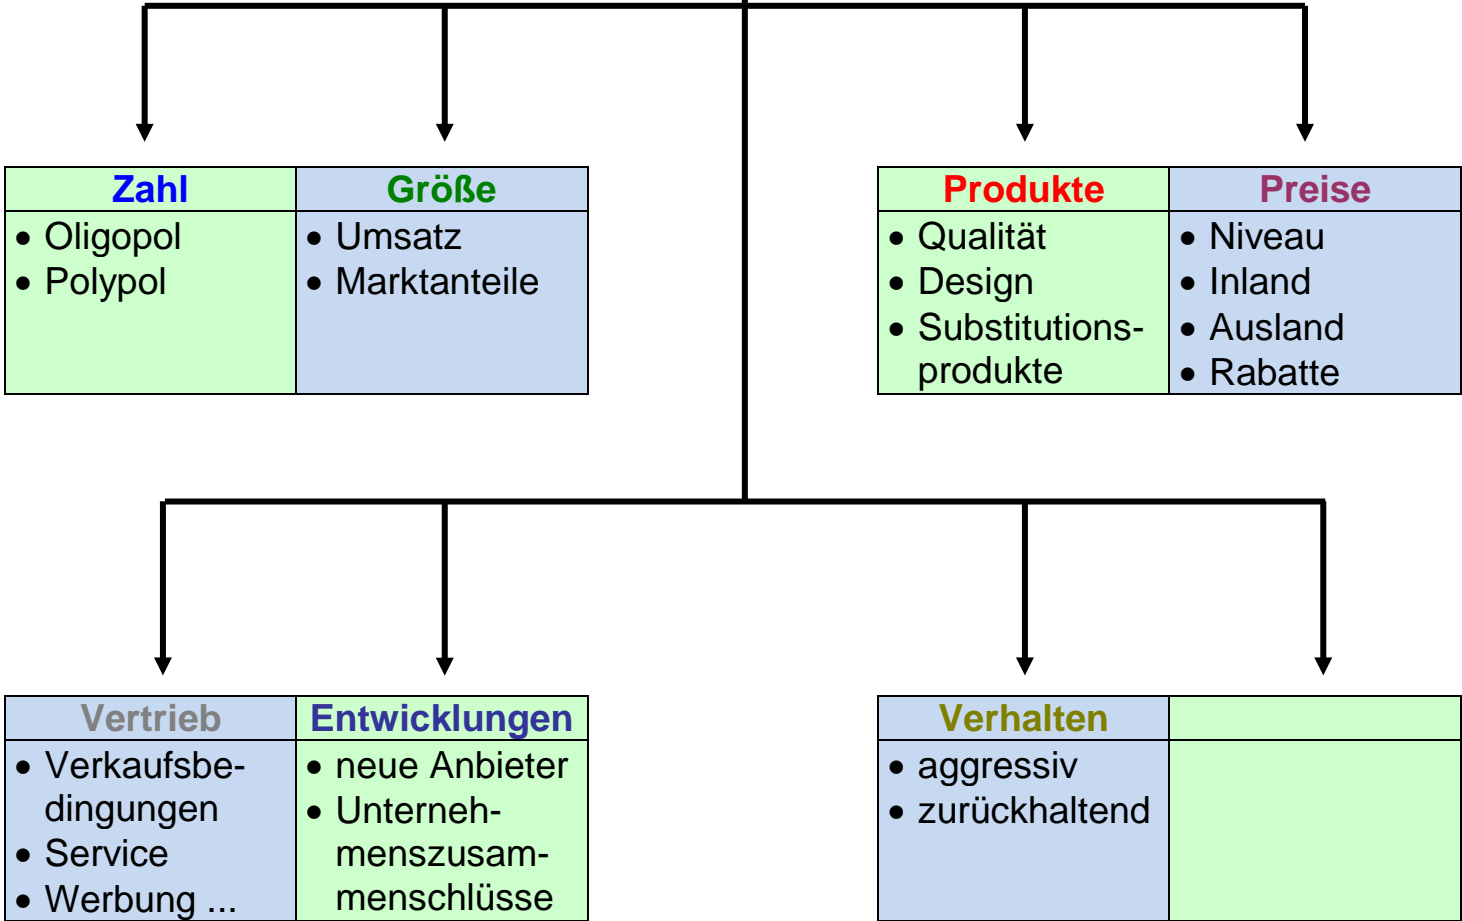 Zahl
• Oligopol
• Polypol
Größe
• Umsatz
• Marktanteile
Produkte
• Qualität
• Design
• Substitutions-
produkte
Preise
• Niveau
• Inland
• Ausland
• Rabatte
Vertrieb
• Verkaufsbe-
dingungen
• Service
• Werbung ...
Entwicklungen
• neue Anbieter
• Unterneh-
menszusam-
menschlüsse
Verhalten
• aggressiv
• zurückhaltend